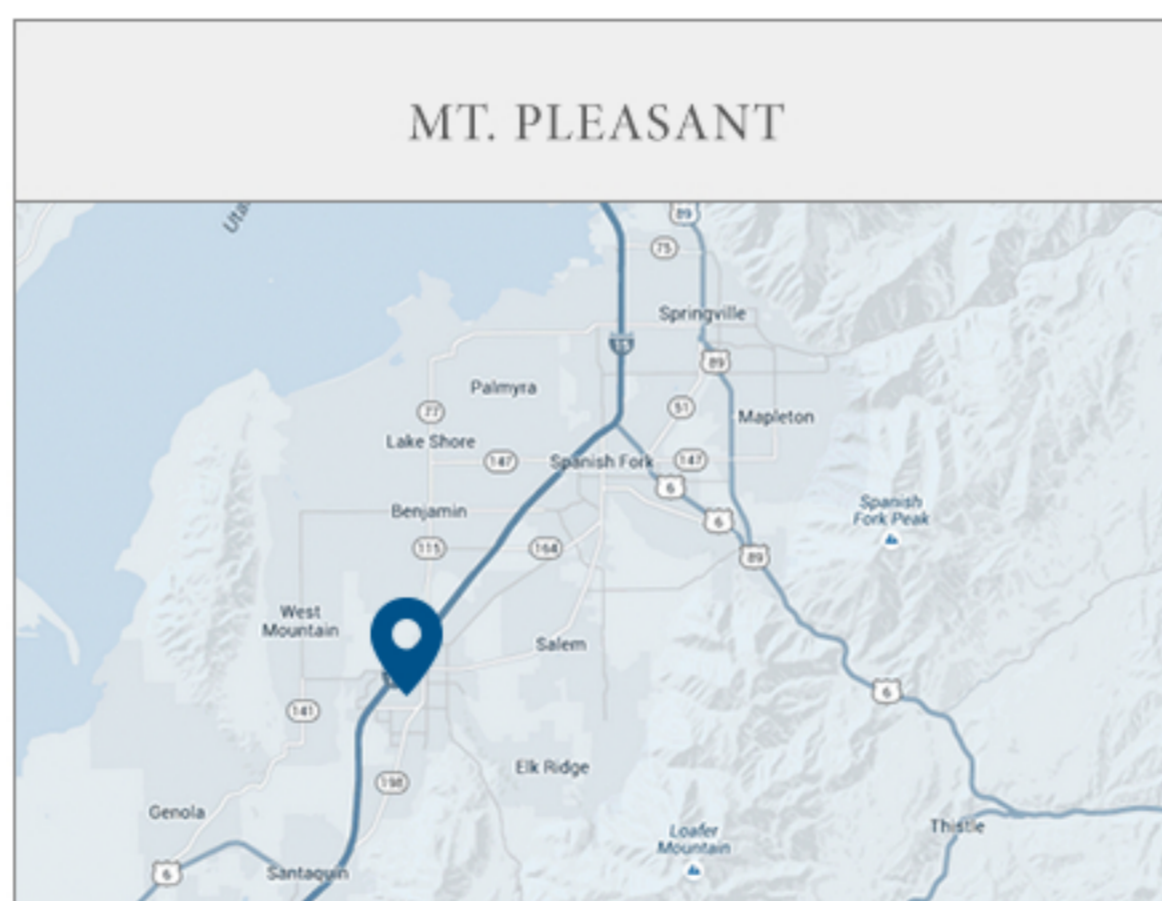 MT. PLEASANT
Uta
89
75
Springville
15
89
Palmyra
77
51
Mapleton
Lake Shore
147
Spanish Fork
147
6
Spanish
Fork Peak
Benjamin
6
115
164
89
West
Mountain
Salem
6
141
Elk Ridge
198
Genola
Thistle
Loafer
Mountain
6
Santaquin